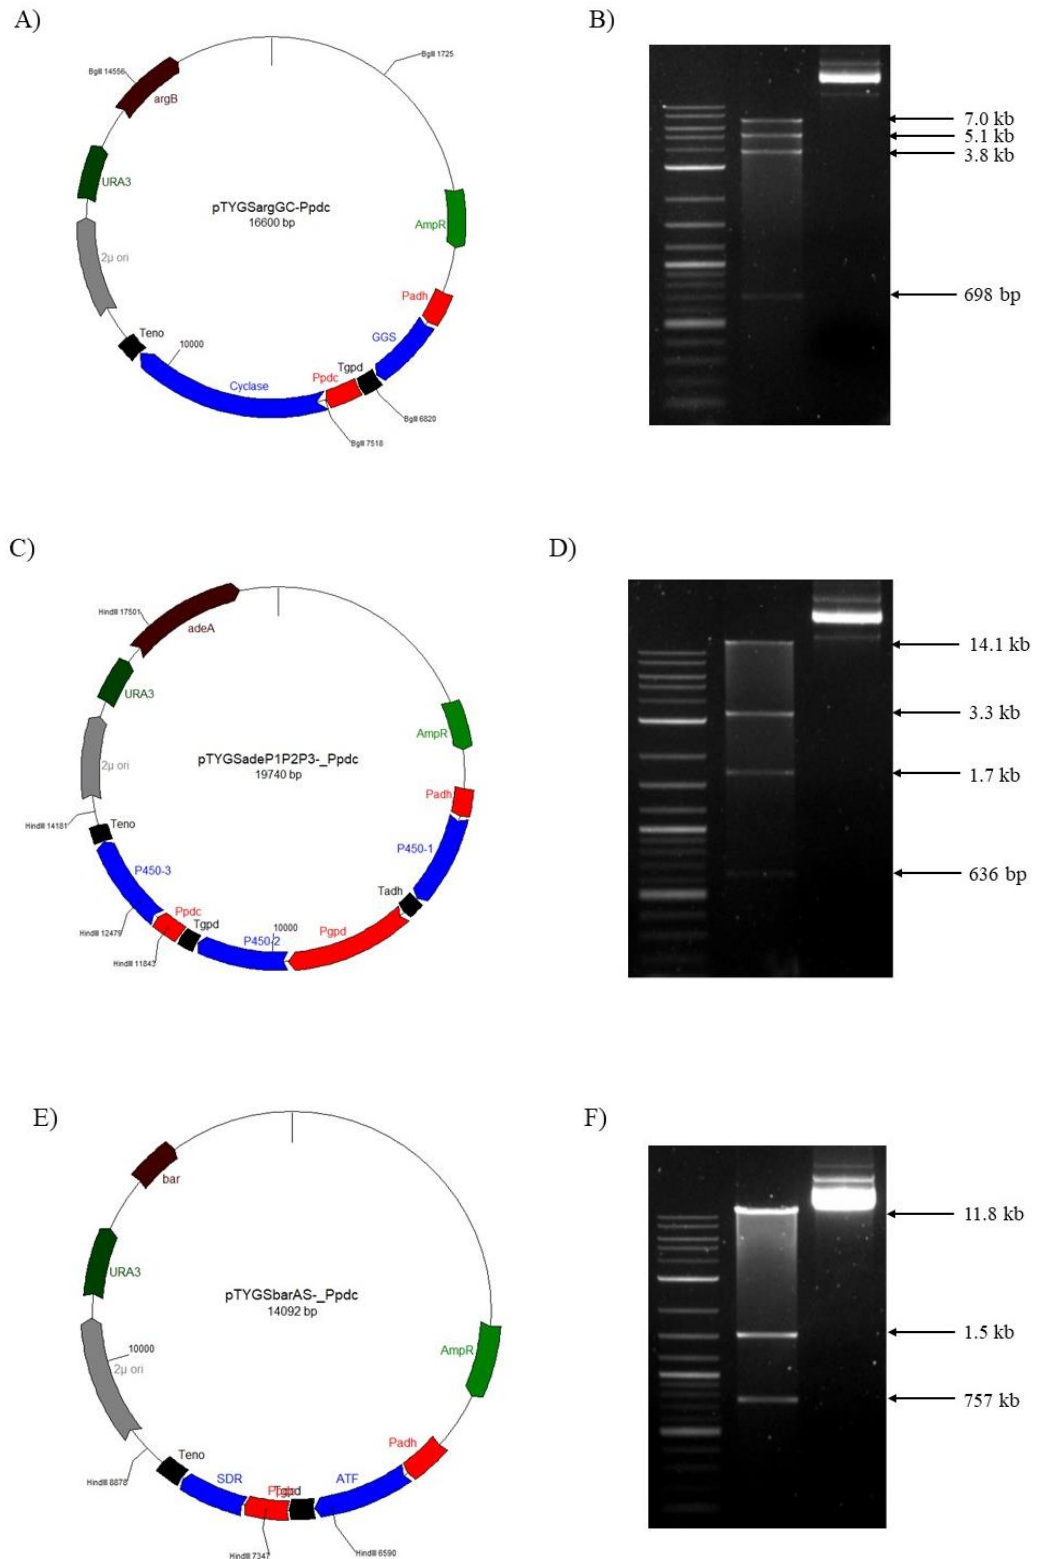 A)
BglI 1725
BglI 14556
argB
URA3
pTYGSargGC-Ppdc
16600 bp
AmpR
2µ ori
Padh
GGS
Teno
10000
Tgpd
Ppdc
Cyclase
BglI 6820
BglI 7518
B)
7.0 kb
5.1 kb
3.8 kb
698 bp
C)
HindIII 17501
adeA
URA3
AmpR
pTYGSadeP1P2P3-_Ppdc
19740 bp
2µ ori
Padh
HindIII 14181
Teno
P450-1
P450-3
Tadh
Ppdc
Tgpd
10000
Pgpd
P450-2
HindIII 12479
HindIII 11843
D)
14.1 kb
3.3 kb
1.7 kb
636 bp
E)
bar
URA3
pTYGSbarAS-_Ppdc
14092 bp
10000
2µ ori
AmpR
Padh
Teno
SDR
ATF
HindIII 8878
HindIII 7347
HindIII 6590
F)
11.8 kb
1.5 kb
757 kb